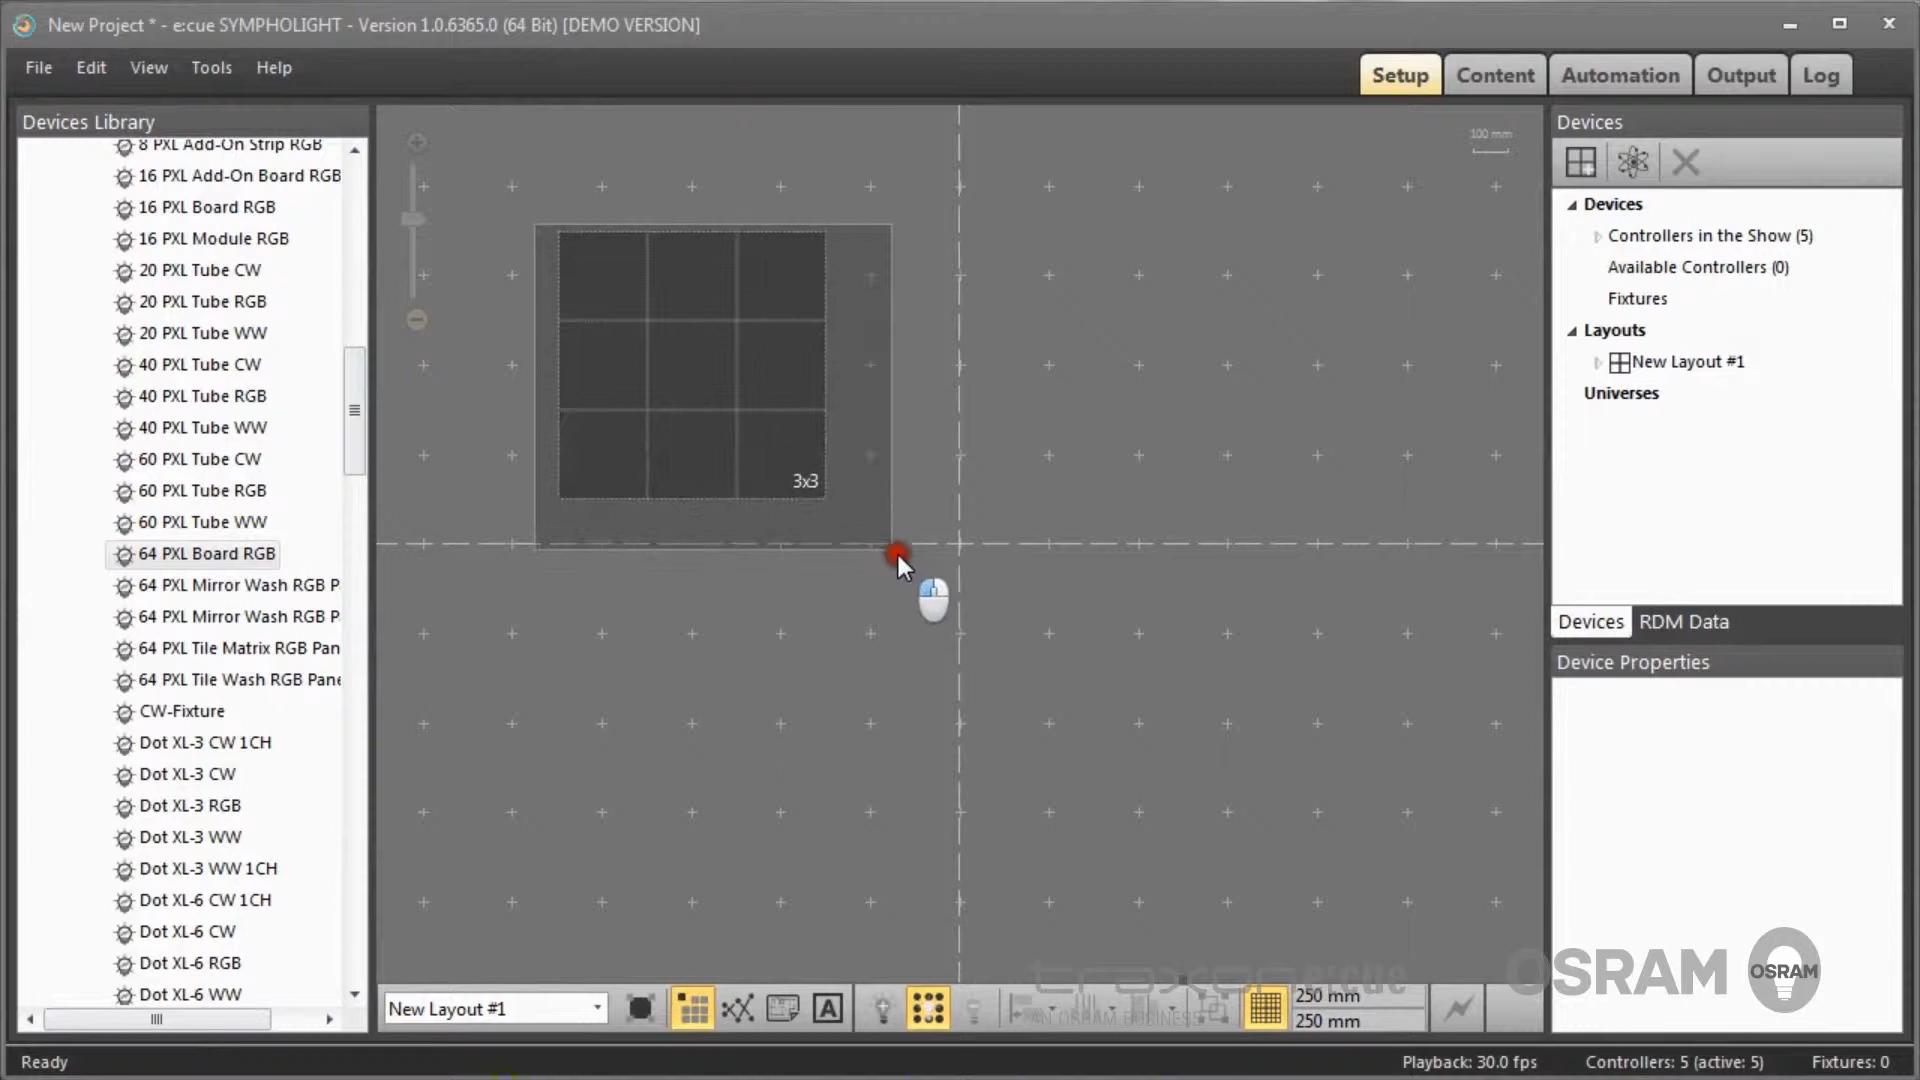 New Project * - e:cue SYMPHOLIGHT - Version 1.0.6365.0 (64 Bit) [DEMO VERSION]
File Edit View Tools Help
Setup Content Automation Output Log
Devices Library
8 PXL Add-On Strip RGB
16 PXL Add-On Board RGB
16 PXL Board RGB
16 PXL Module RGB
20 PXL Tube CW
20 PXL Tube RGB
20 PXL Tube WW
40 PXL Tube CW
40 PXL Tube RGB
40 PXL Tube WW
60 PXL Tube CW
60 PXL Tube RGB
60 PXL Tube WW
64 PXL Board RGB
64 PXL Mirror Wash RGB P
64 PXL Mirror Wash RGB P
64 PXL Tile Matrix RGB Pan
64 PXL Tile Wash RGB Pane
CW-Fixture
Dot XL-3 CW 1CH
Dot XL-3 CW
Dot XL-3 RGB
Dot XL-3 WW
Dot XL-3 WW 1CH
Dot XL-6 CW 1CH
Dot XL-6 CW
Dot XL-6 RGB
Dot XL-6 WW
100 mm
3x3
New Layout #1
A
250 mm
250 mm
traxon e:cue
AN OSRAM BUSINESS
Devices
Devices
Controllers in the Show (5)
Available Controllers (0)
Fixtures
Layouts
New Layout #1
Universes
Devices RDM Data
Device Properties
OSRAM OSRAM
Ready
Playback: 30.0 fps Controllers: 5 (active: 5) Fixtures: 0